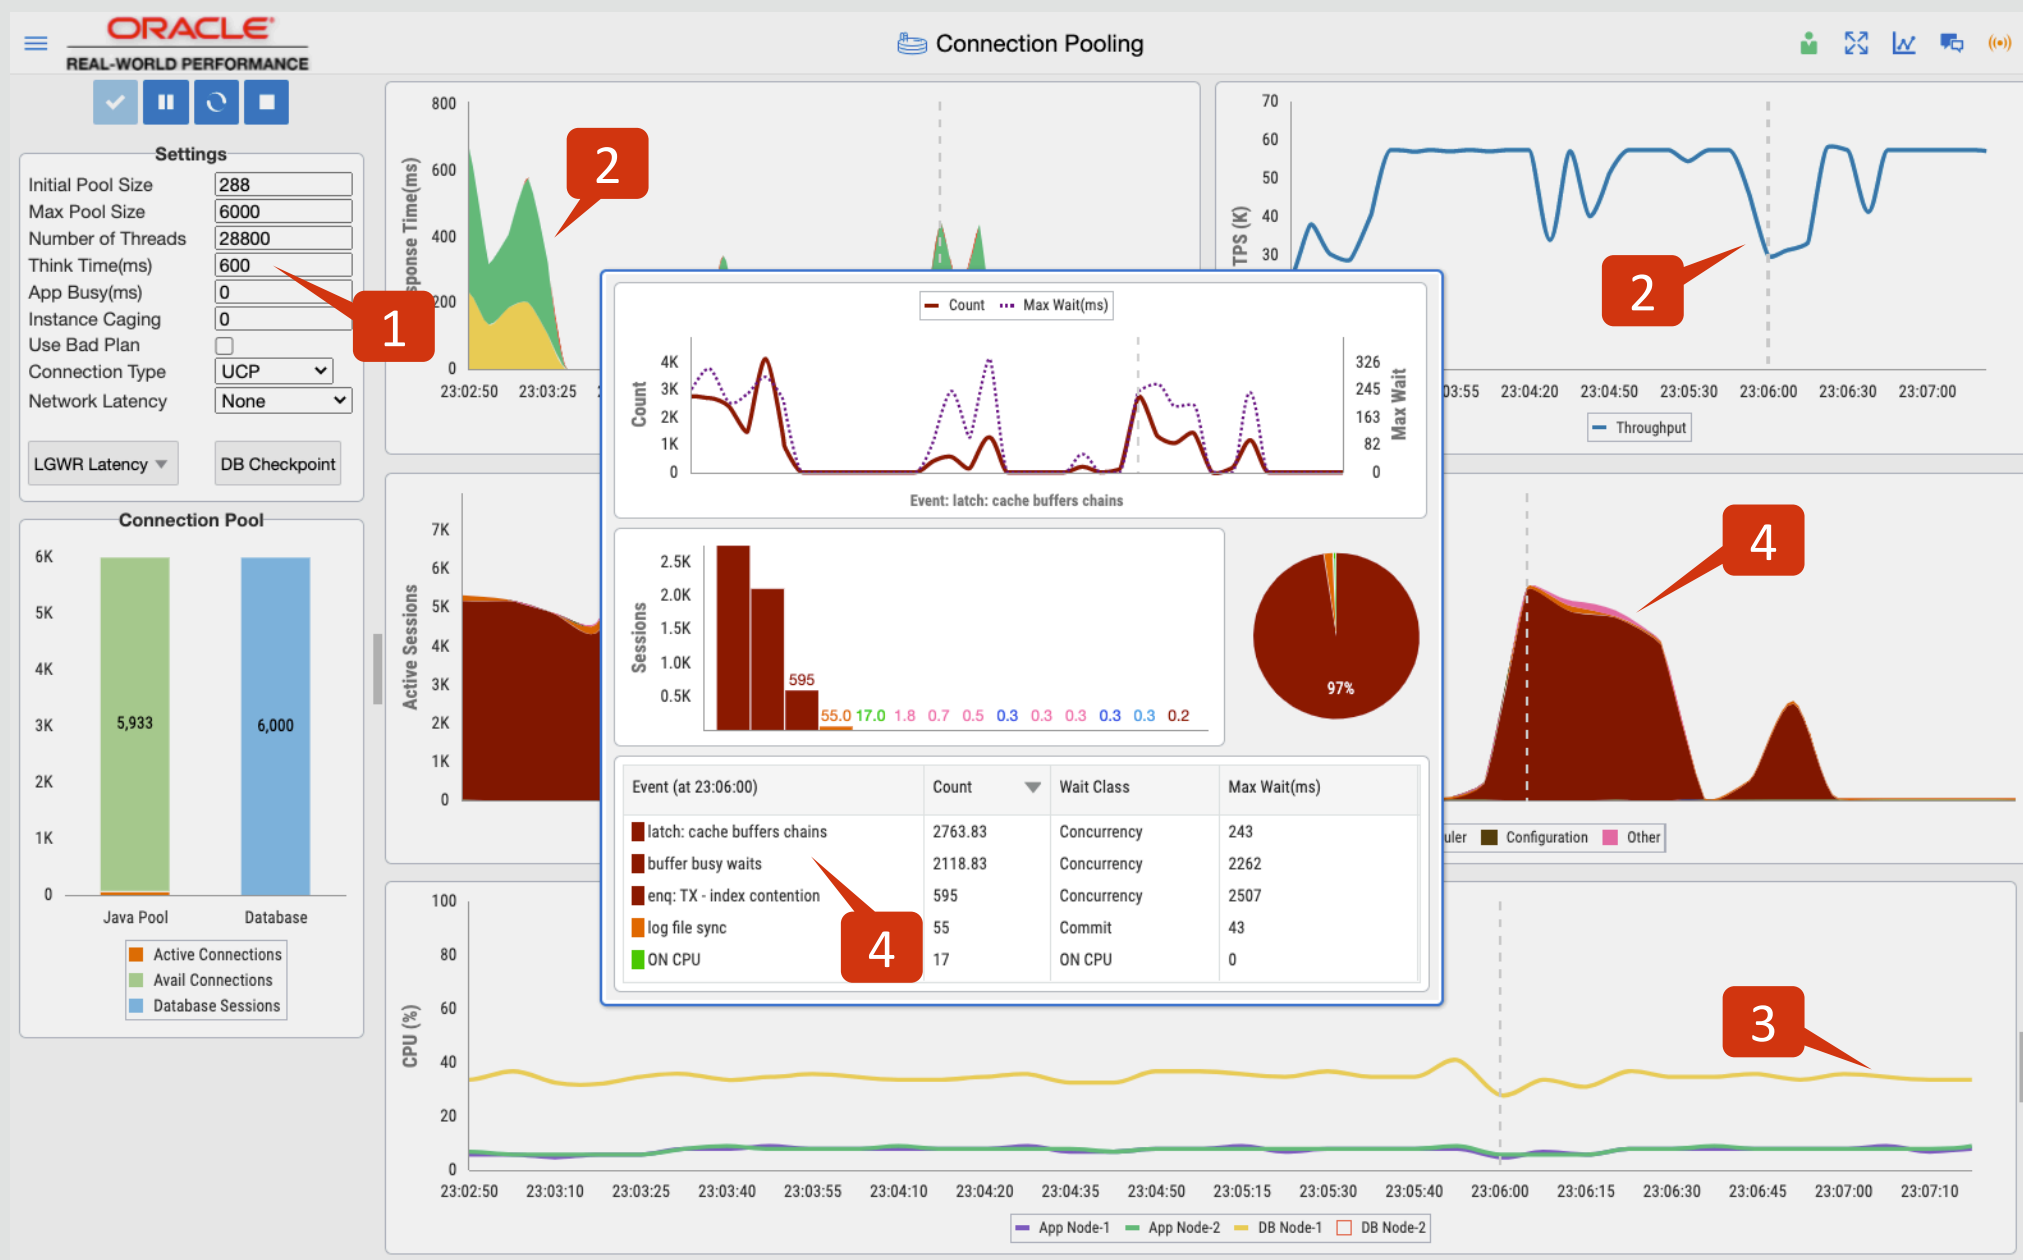 ORACLE
REAL-WORLD PERFORMANCE
Connection Pooling
Settings
Initial Pool Size 288
Max Pool Size 6000
Number of Threads 28800
Think Time(ms) 600
App Busy(ms) 0
Instance Caging 0
Use Bad Plan
Connection Type UCP
Network Latency None
LGWR Latency DB Checkpoint
1
Connection Pool
6K
5K
4K
3K
2K
1K
0
5,933
6,000
Java Pool Database
Active Connections
Avail Connections
Database Sessions
800
600
400
200
0
sponse Time(ms)
23:02:50 23:03:25
2
70
60
50
40
30
TPS (K)
2
03:55 23:04:20 23:04:50 23:05:30 23:06:00 23:06:30 23:07:00
Throughput
7K
6K
5K
4K
3K
2K
1K
0
Active Sessions
Count Max Wait(ms)
4K
3K
2K
1K
0
Count
326
245
163
82
0
Max Wait
Event: latch: cache buffers chains
2.5K
2.0K
1.5K
1.0K
0.5K
Sessions
595
55.0 17.0 1.8 0.7 0.5 0.3 0.3 0.3 0.3 0.3 0.2
97%
Event (at 23:06:00) Count Wait Class Max Wait(ms)
latch: cache buffers chains 2763.83 Concurrency 243
buffer busy waits 2118.83 Concurrency 2262
enq: TX - index contention 595 Concurrency 2507
log file sync 55 Commit 43
ON CPU 17 ON CPU 0
4
4
uler Configuration Other
100
80
60
40
20
0
CPU (%)
3
23:02:50 23:03:10 23:03:25 23:03:40 23:03:55 23:04:10 23:04:20 23:04:35 23:04:50 23:05:15 23:05:30 23:05:40 23:06:00 23:06:15 23:06:30 23:06:45 23:07:00 23:07:10
App Node-1 App Node-2 DB Node-1 DB Node-2